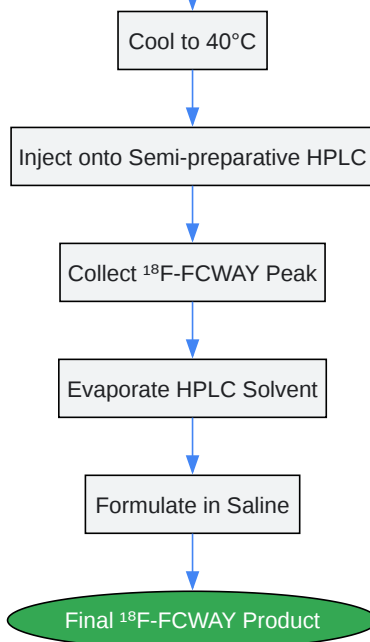 Cool to 40°C
Inject onto Semi-preparative HPLC
Collect ¹⁸F-FCWAY Peak
Evaporate HPLC Solvent
Formulate in Saline
Final ¹⁸F-FCWAY Product